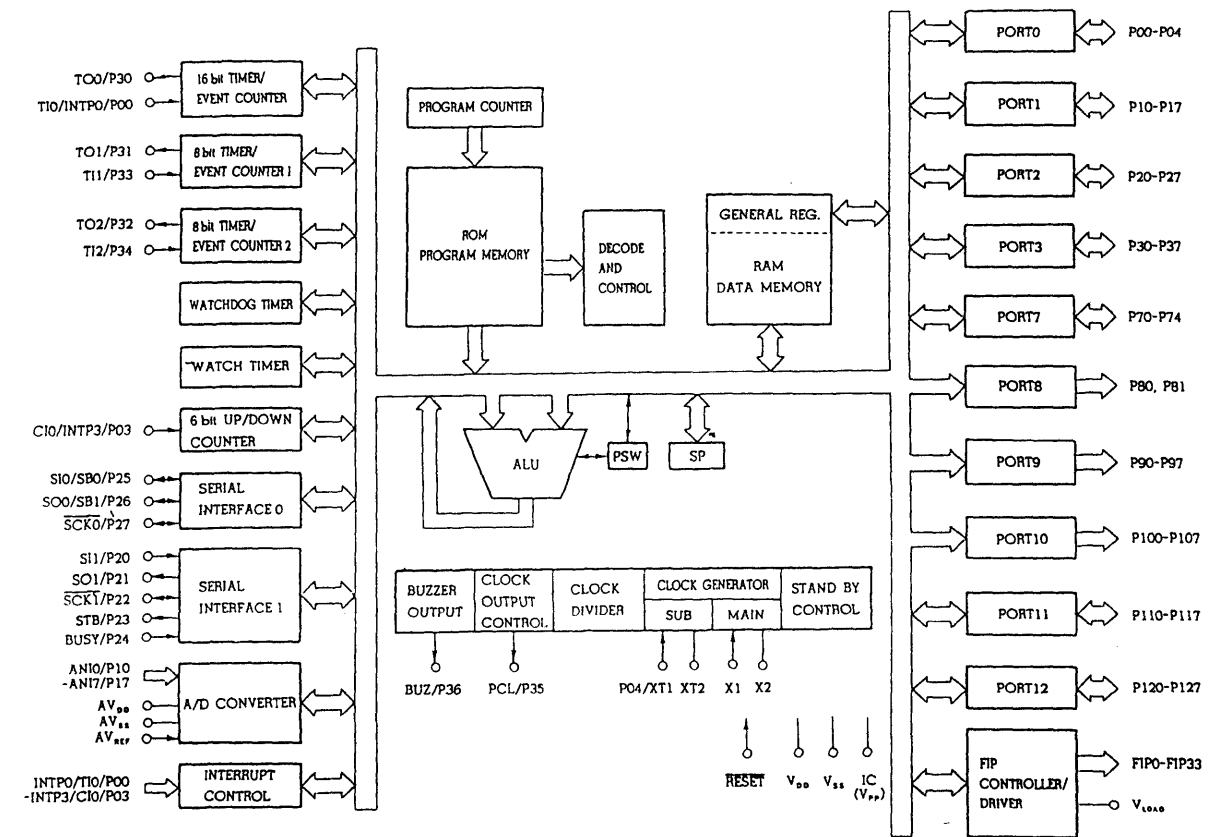 TO0/P30
TI0/INTP0/P00
16 bit TIMER/
EVENT COUNTER
TO1/P31
TI1/P33
8 bit TIMER/
EVENT COUNTER 1
TO2/P32
TI2/P34
8 bit TIMER/
EVENT COUNTER 2
WATCHDOG TIMER
WATCH TIMER
CI0/INTP3/P03
6 bit UP/DOWN
COUNTER
SI0/SB0/P25
SO0/SB1/P26
SCK0/P27
SERIAL
INTERFACE 0
SI1/P20
SO1/P21
SCK1/P22
STB/P23
BUSY/P24
SERIAL
INTERFACE 1
ANI0/P10
-ANI7/P17
AVDD
AVSS
AVREF
A/D CONVERTER
INTP0/TI0/P00
-INTP3/CI0/P03
INTERRUPT
CONTROL
PROGRAM COUNTER
ROM
PROGRAM MEMORY
DECODE
AND
CONTROL
GENERAL REG.
RAM
DATA MEMORY
ALU
PSW
SP
BUZZER
OUTPUT
CLOCK
OUTPUT
CONTROL
CLOCK
DIVIDER
CLOCK GENERATOR
SUB
MAIN
STAND BY
CONTROL
BUZ/P36
PCL/P35
P04/XT1
XT2
X1
X2
RESET
VDD
VSS
IC
(VPP)
PORT0
P00-P04
PORT1
P10-P17
PORT2
P20-P27
PORT3
P30-P37
PORT7
P70-P74
PORT8
P80, P81
PORT9
P90-P97
PORT10
P100-P107
PORT11
P110-P117
PORT12
P120-P127
FIP
CONTROLLER/
DRIVER
FIP0-FIP33
VLOAD